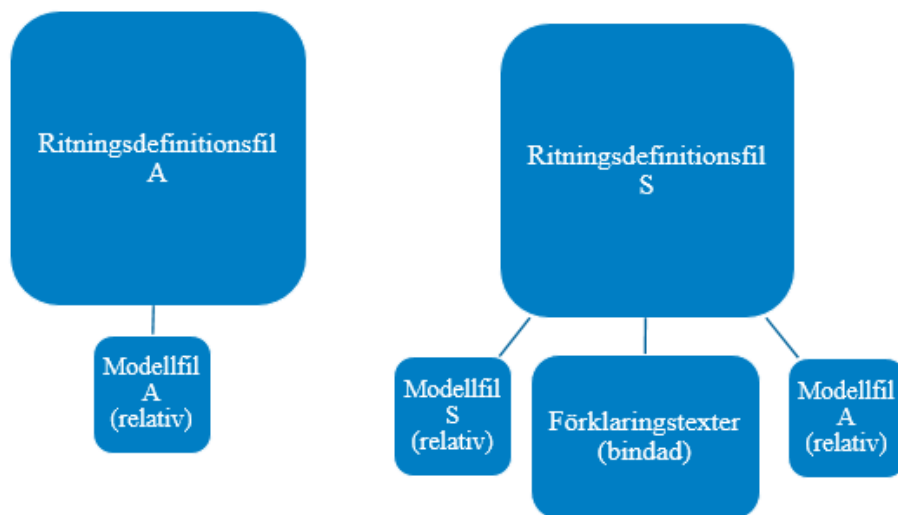 Ritningsdefinitionsfil
A
Modellfil
A
(relativ)
Ritningsdefinitionsfil
S
Modellfil
S
(relativ)
Förklaringstexter
(bindad)
Modellfil
A
(relativ)